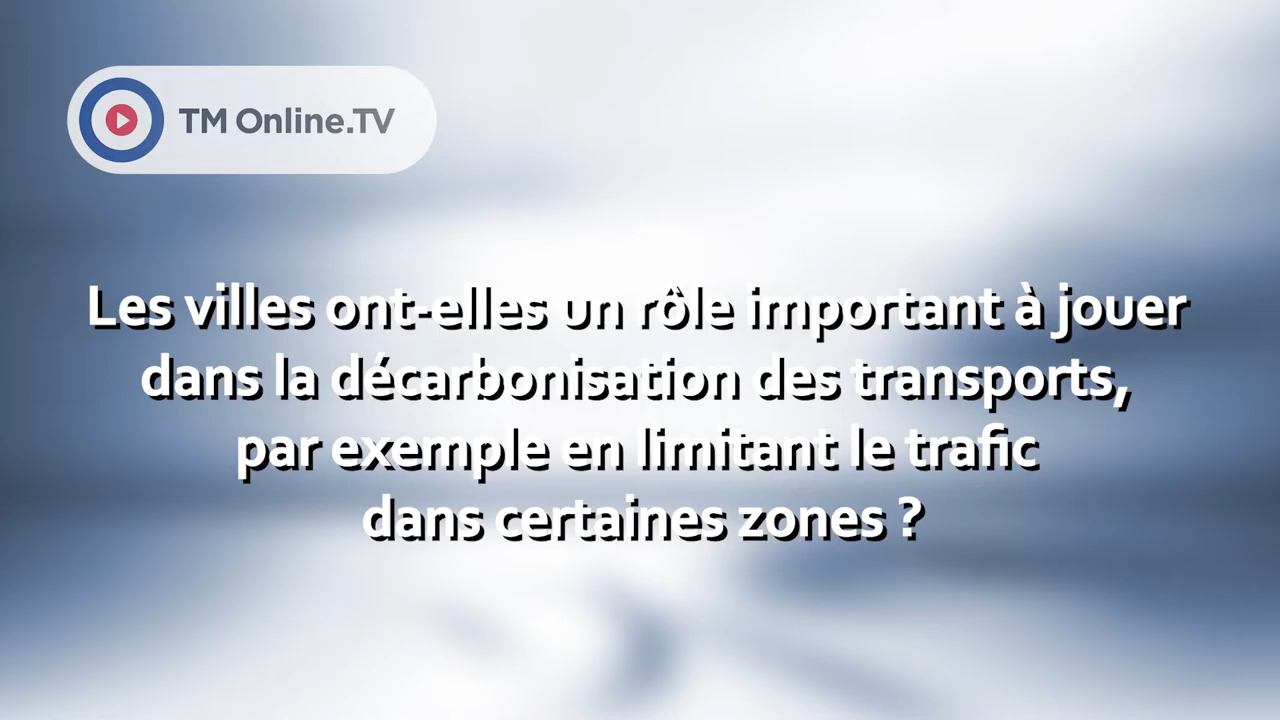 TM Online.TV
Les villes ont-elles un rôle important à jouer
dans la décarbonisation des transports,
par exemple en limitant le trafic
dans certaines zones ?